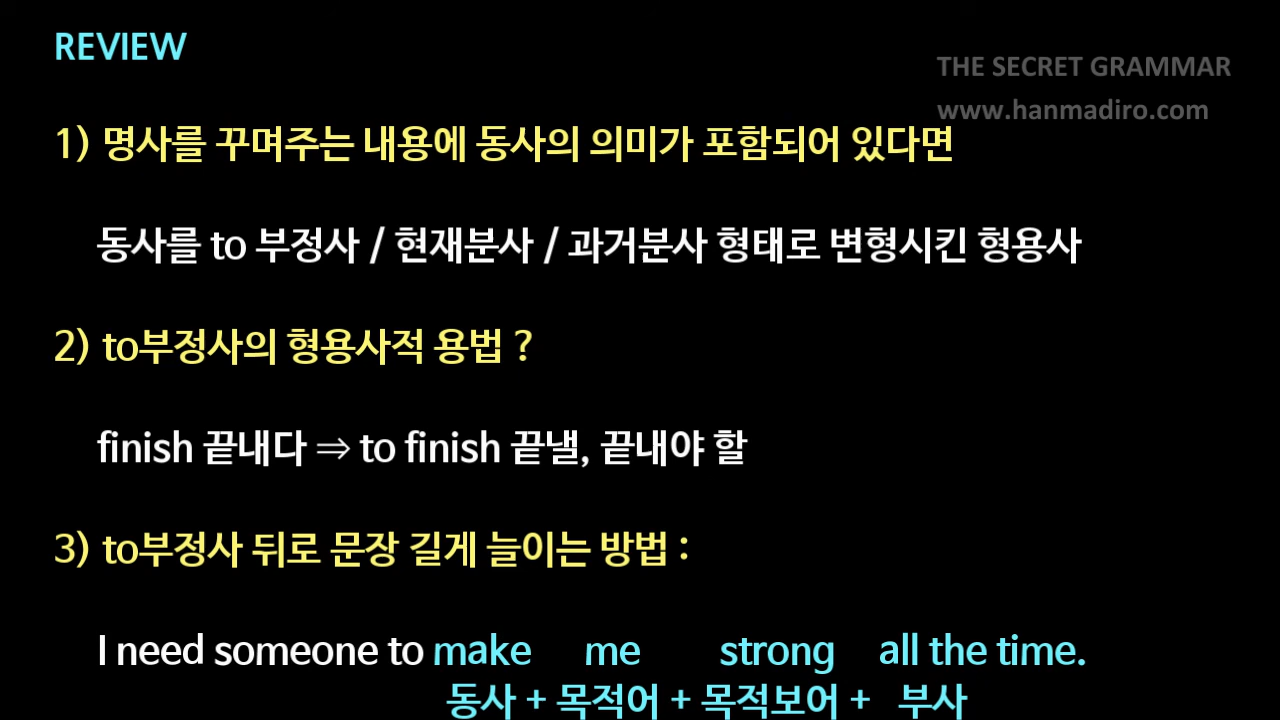 REVIEW
THE SECRET GRAMMAR
www.hanmadiro.com
1) 명사를 꾸며주는 내용에 동사의 의미가 포함되어 있다면
동사를 to 부정사 / 현재분사 / 과거분사 형태로 변형시킨 형용사
2) to부정사의 형용사적 용법 ?
finish 끝내다 ⇒ to finish 끝낼, 끝내야 할
3) to부정사 뒤로 문장 길게 늘이는 방법 :
I need someone to make me strong all the time.
동사 + 목적어 + 목적보어 + 부사